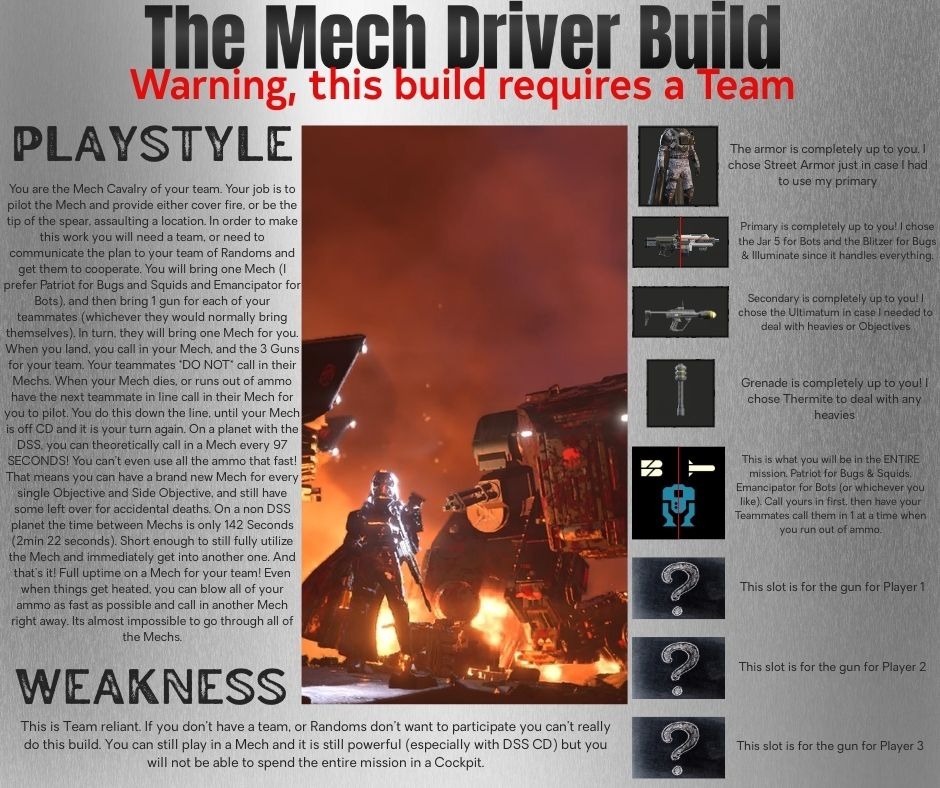 The Mech Driver Build
Warning, this build requires a Team
PLAYSTYLE
You are the Mech Cavalry of your team. Your job is to
pilot the Mech and provide either cover fire, or be the
tip of the spear, assaulting a location. In order to make
this work you will need a team, or need to
communicate the plan to your team of Randoms and
get them to cooperate. You will bring one Mech (I
prefer Patriot for Bugs and Squids and Emancipator for
Bots), and then bring 1 gun for each of your
teammates (whichever they would normally bring
themselves). In turn, they will bring one Mech for you.
When you land, you call in your Mech, and the 3 Guns
for your team. Your teammates *DO NOT* call in their
Mechs. When your Mech dies, or runs out of ammo
have the next teammate in line call in their Mech for
you to pilot. You do this down the line, until your Mech
is off CD and it is your turn again. On a planet with the
DSS, you can theoretically call in a Mech every 97
SECONDS! You can't even use all the ammo that fast!
That means you can have a brand new Mech for every
single Objective and Side Objective, and still have
some left over for accidental deaths. On a non DSS
planet the time between Mechs is only 142 Seconds
(2min 22 seconds). Short enough to still fully utilize
the Mech and immediately get into another one. And
that's it! Full uptime on a Mech for your team! Even
when things get heated, you can blow all of your
ammo as fast as possible and call in another Mech
right away. Its almost impossible to go through all of
the Mechs.
WEAKNESS
This is Team reliant. If you don't have a team, or Randoms don't want to participate you can't really
do this build. You can still play in a Mech and it is still powerful (especially with DSS CD) but you
will not be able to spend the entire mission in a Cockpit.
The armor is completely up to you. I
chose Street Armor just in case I had
to use my primary
Primary is completely up to you! I chose
the Jar 5 for Bots and the Blitzer for Bugs
& Illuminate since it handles everything.
Secondary is completely up to you! I
chose the Ultimatum in case I needed to
deal with heavies or Objectives
Grenade is completely up to you! I
chose Thermite to deal with any
heavies
This is what you will be in the ENTIRE
mission. Patriot for Bugs & Squids,
Emancipator for Bots (or whichever you
like). Call yours in first, then have your
Teammates call them in 1 at a time when
you run out of ammo.
?
This slot is for the gun for Player 1
?
This slot is for the gun for Player 2
?
This slot is for the gun for Player 3